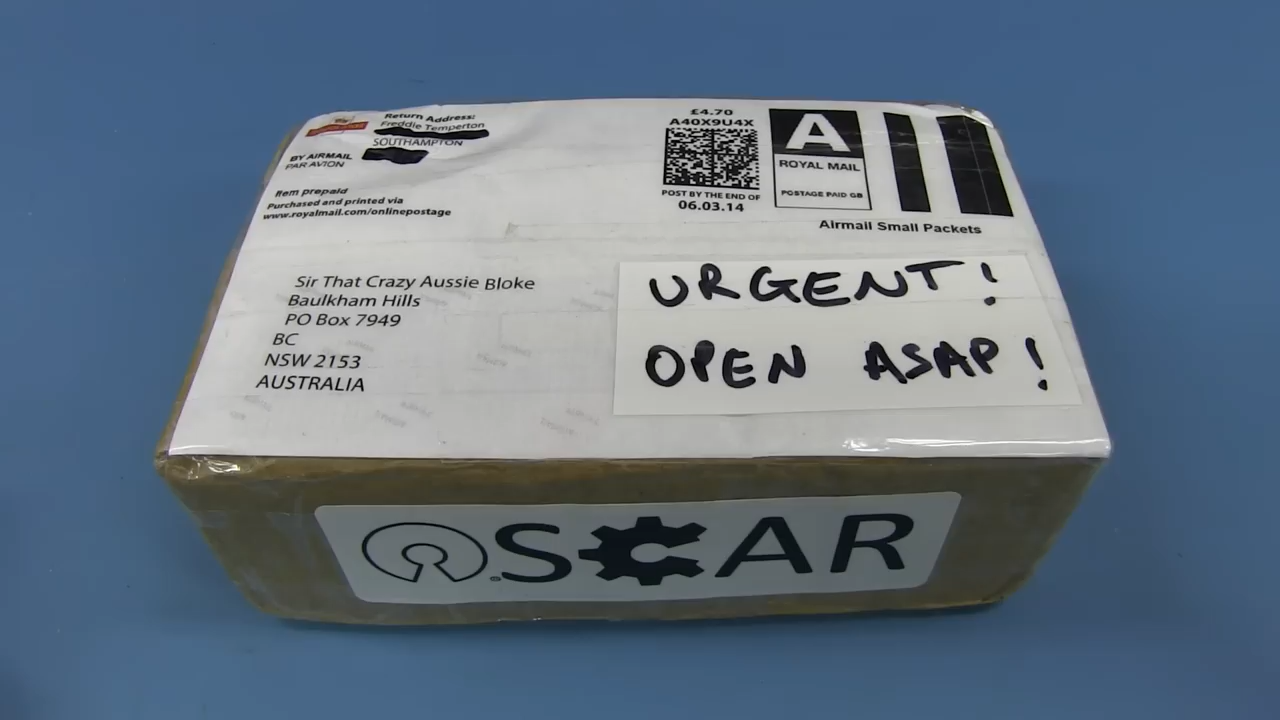 Return Address:
Freddie Temperton
SOUTHAMPTON
BY AIRMAIL
PAR AVION
Item prepaid
Purchased and printed via
www.royalmail.com/onlinepostage
£4.70
A40X9U4X
POST BY THE END OF
06.03.14
A
ROYAL MAIL
POSTAGE PAID GB
Airmail Small Packets
Sir That Crazy Aussie Bloke
Baulkham Hills
PO Box 7949
BC
NSW 2153
AUSTRALIA
URGENT!
OPEN ASAP!
OSCAR